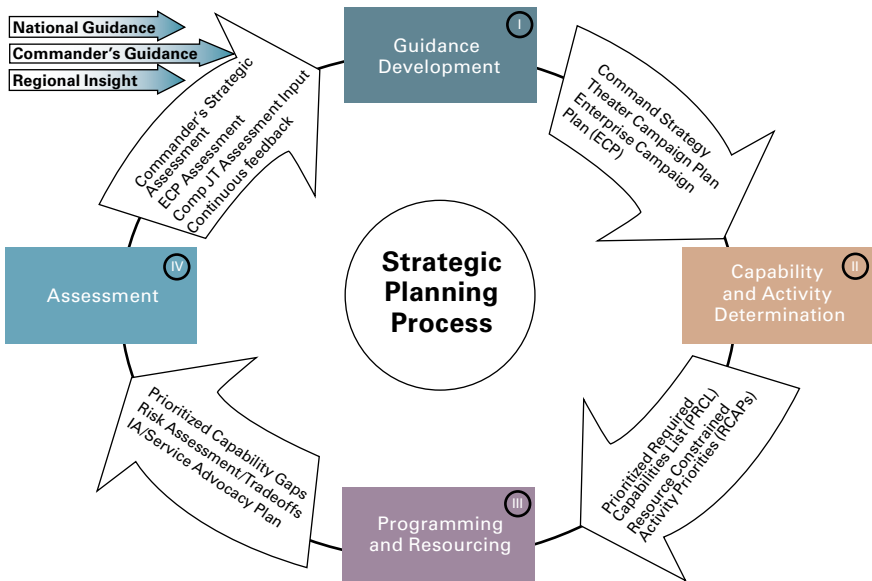 National Guidance
Commander's Guidance
Regional Insight
I
Guidance
Development
Command Strategy
Theater Campaign Plan
Enterprise Campaign
Plan (ECP)
II
Capability
and Activity
Determination
Prioritized Required
Capabilities List (PRCL)
Resource Constrained
Activity Priorities (RCAPs)
III
Programming
and Resourcing
Prioritized Capability Gaps
Risk Assessment/Tradeoffs
IA/Service Advocacy Plan
IV
Assessment
Commander's Strategic
Assessment
ECP Assessment
Comp JT Assessment Input
Continuous feedback
Strategic
Planning
Process